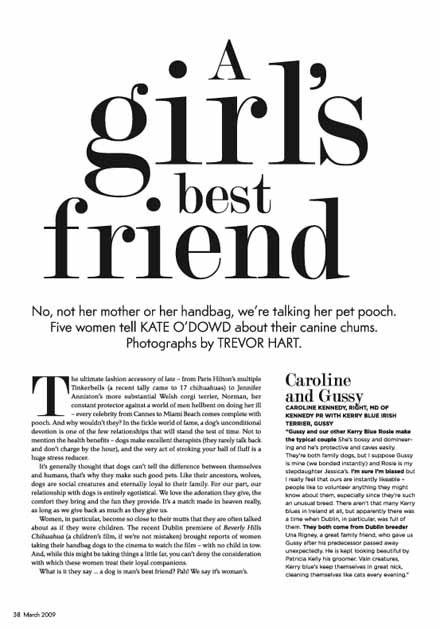 A
girl's
best
friend
No, not her mother or her handbag, we're talking her pet pooch.
Five women tell KATE O'DOWD about their canine chums.
Photographs by TREVOR HART.
The ultimate fashion accessory of late – from Paris Hilton's multiple
Tinkerbells (a recent tally came to 17 chihuahuas) to Jennifer
Anniston's more substantial Welsh corgi terrier, Norman, her
constant protector against a world of men hellbent on doing her ill
– every celebrity from Cannes to Miami Beach comes complete with
pooch. And why wouldn't they? In the fickle world of fame, a dog's unconditional
devotion is one of the few relationships that will stand the test of time. Not to
mention the health benefits – dogs make excellent therapists (they rarely talk back
and don't charge by the hour), and the very act of stroking your ball of fluff is a
huge stress reducer.
It's generally thought that dogs can't tell the difference between themselves
and humans, that's why they make such good pets. Like their ancestors, wolves,
dogs are social creatures and eternally loyal to their family. For our part, our
relationship with dogs is entirely egotistical. We love the adoration they give, the
comfort they bring and the fun they provide. It's a match made in heaven really,
as long as we give back as much as they give us.
Women, in particular, become so close to their mutts that they are often talked
about as if they were children. The recent Dublin premiere of Beverly Hills
Chihuahua (a children's film, if we're not mistaken) brought reports of women
taking their handbag dogs to the cinema to watch the film – with no child in tow.
And, while this might be taking things a little far, you can't deny the consideration
with which these women treat their loyal companions.
What is it they say ... a dog is man's best friend? Pah! We say it's woman's.
Caroline
and Gussy
CAROLINE KENNEDY, RIGHT, MD OF
KENNEDY PR WITH KERRY BLUE IRISH
TERRIER, GUSSY
"Gussy and our other Kerry Blue Rosie make
the typical couple She's bossy and domineer-
ing and he's protective and caves easily.
They're both family dogs, but I suppose Gussy
is mine (we bonded instantly) and Rosie is my
stepdaughter Jessica's. I'm sure I'm biased but
I really feel that ours are instantly likeable –
people like to volunteer anything they might
know about them, especially since they're such
an unusual breed. There aren't that many Kerry
blues in Ireland at all, but apparently there was
a time when Dublin, in particular, was full of
them. They both come from Dublin breeder
Una Rigney, a great family friend, who gave us
Gussy after his predecessor passed away
unexpectedly. He is kept looking beautiful by
Patricia Kelly his groomer. Vain creatures,
Kerry blue's keep themselves in great nick,
cleaning themselves like cats every evening."
38 March 2009